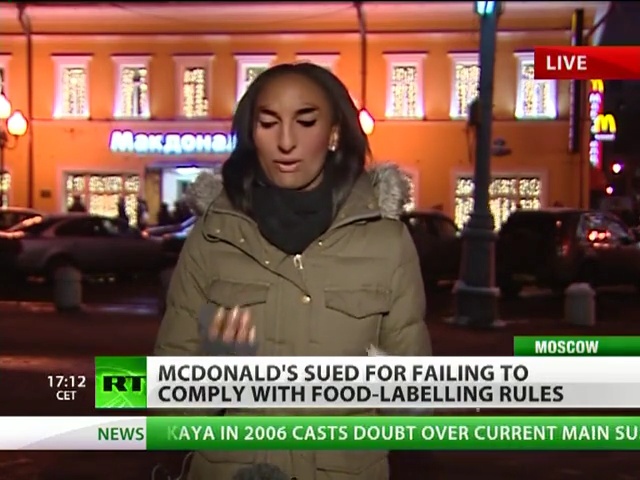 LIVE
Макдона
M
MOSCOW
17:12
CET
RT
MCDONALD'S SUED FOR FAILING TO
COMPLY WITH FOOD-LABELLING RULES
NEWS
KAYA IN 2006 CASTS DOUBT OVER CURRENT MAIN SU